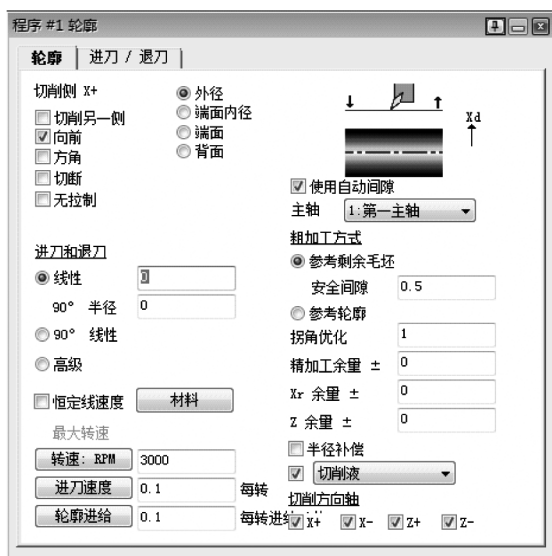 程序 #1 轮廓
轮廓 进刀 / 退刀
切削侧 X+
切削另一侧
向前
方角
切断
无拉制
外径
端面内径
端面
背面
Xd
使用自动间隙
主轴 1:第一主轴
进刀和退刀
线性 0
90° 半径 0
90° 线性
高级
粗加工方式
参考剩余毛坯
安全间隙 0.5
参考轮廓
拐角优化 1
精加工余量 ± 0
Xr 余量 ± 0
Z 余量 ± 0
恒定线速度 材料
最大转速
转速: RPM 3000
进刀速度 0.1 每转
轮廓进给 0.1 每转进给
半径补偿
切削液
切削方向轴
X+ X- Z+ Z-